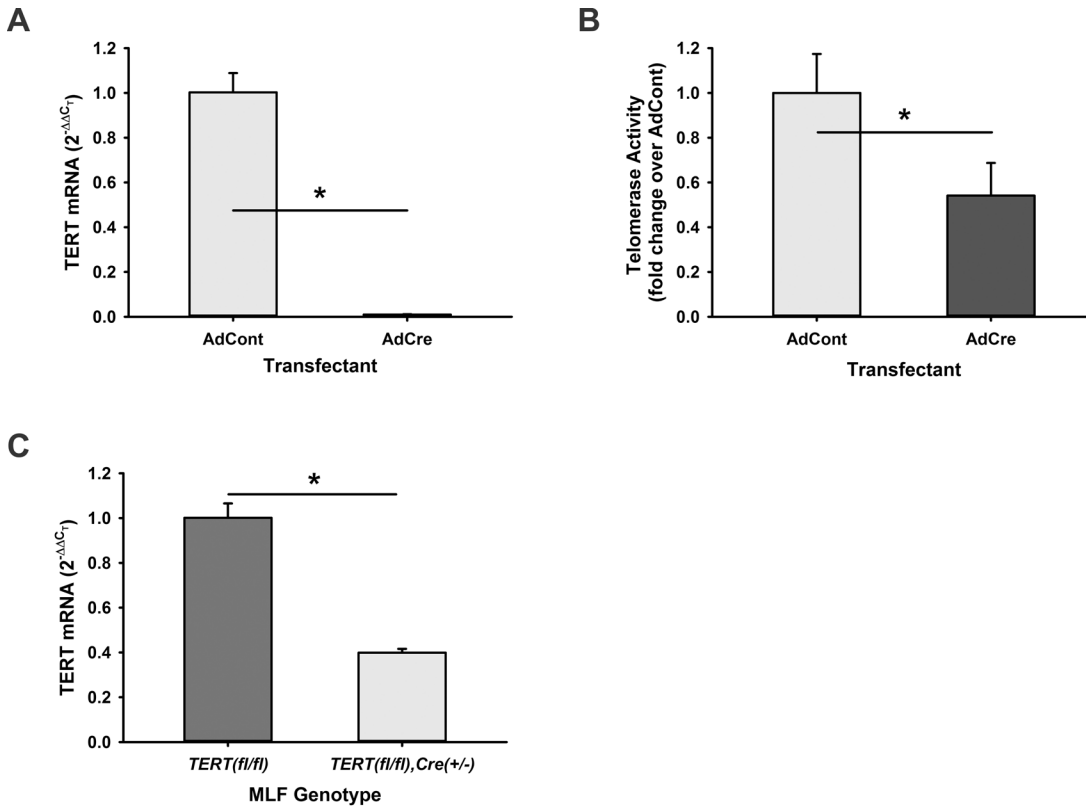 A
TERT mRNA (2^-ΔΔC_T)
1.2
1.0
0.8
0.6
0.4
0.2
0.0
*
AdCont AdCre
Transfectant
B
Telomerase Activity
(fold change over AdCont)
1.2
1.0
0.8
0.6
0.4
0.2
0.0
*
AdCont AdCre
Transfectant
C
TERT mRNA (2^-ΔΔC_T)
1.2
1.0
0.8
0.6
0.4
0.2
0.0
*
TERT(fl/fl) TERT(fl/fl),Cre(+/-)
MLF Genotype